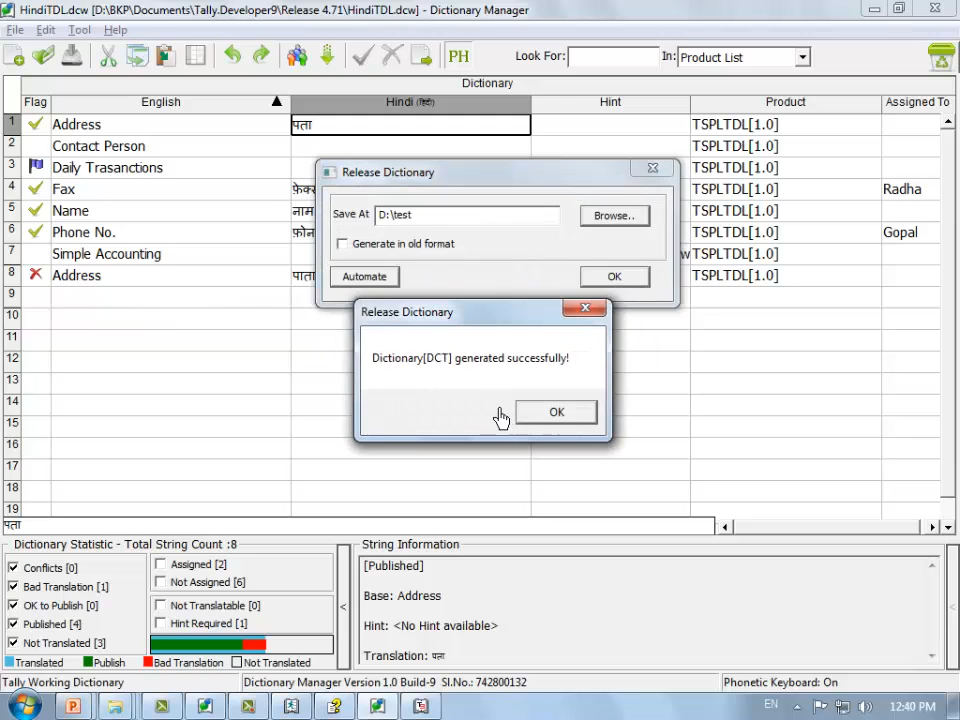 HindiTDL.dcw [D:\BKP\Tally.Developer9\Release 4.71\HindiTDL.dcw] - Dictionary Manager
File Edit Tool Help
PH Look For: In: Product List
Dictionary
Flag English Hindi (हिन्दी) Hint Product Assigned To
1 Address पता TSPLTDL[1.0]
2 Contact Person TSPLTDL[1.0]
3 Daily Trasanctions TSPLTDL[1.0]
4 Fax TSPLTDL[1.0] Radha
5 Name नाम TSPLTDL[1.0]
6 Phone No. TSPLTDL[1.0] Gopal
7 Simple Accounting w TSPLTDL[1.0]
8 Address पाता TSPLTDL[1.0]
9
10
11
12
13
14
15
16
17
18
19
Release Dictionary
Save At D:\test Browse..
Generate in old format
Automate OK
Release Dictionary
Dictionary[DCT] generated successfully!
OK
पता
Dictionary Statistic - Total String Count :8
Conflicts [0]
Bad Translation [1]
OK to Publish [0]
Published [4]
Not Translated [3]
Assigned [2]
Not Assigned [6]
Not Translatable [0]
Hint Required [1]
Translated Publish Bad Translation Not Translated
String Information
[Published]
Base: Address
Hint: <No Hint available>
Translation: पता
Tally Working Dictionary Dictionary Manager Version 1.0 Build-9 Sl.No.: 742800132 Phonetic Keyboard: On
EN 12:40 PM